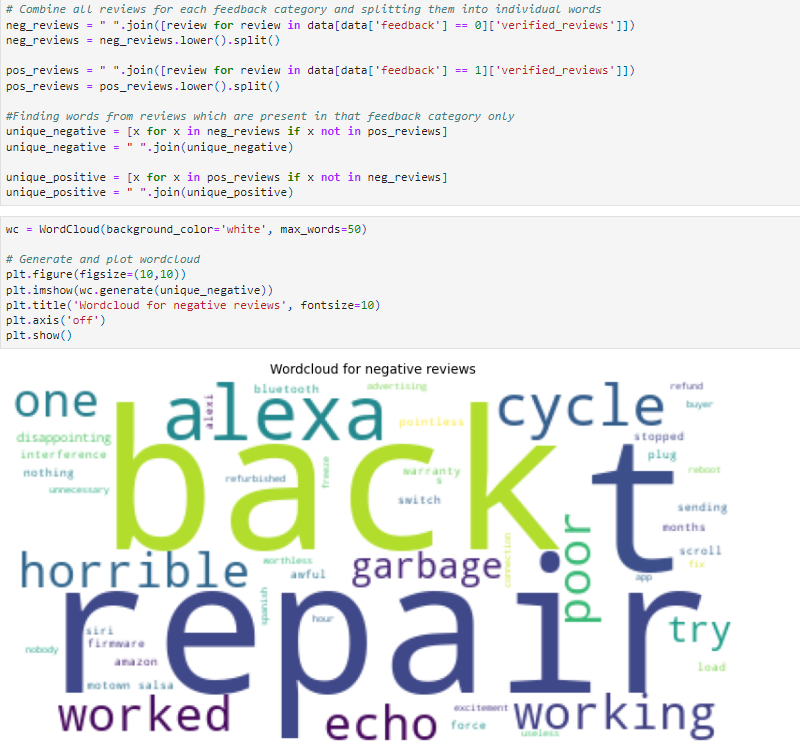 # Combine all reviews for each feedback category and splitting them into individual words
neg_reviews = " ".join([review for review in data[data['feedback'] == 0]['verified_reviews']])
neg_reviews = neg_reviews.lower().split()
pos_reviews = " ".join([review for review in data[data['feedback'] == 1]['verified_reviews']])
pos_reviews = pos_reviews.lower().split()
#Finding words from reviews which are present in that feedback category only
unique_negative = [x for x in neg_reviews if x not in pos_reviews]
unique_negative = " ".join(unique_negative)
unique_positive = [x for x in pos_reviews if x not in neg_reviews]
unique_positive = " ".join(unique_positive)
wc = WordCloud(background_color='white', max_words=50)
# Generate and plot wordcloud
plt.figure(figsize=(10,10))
plt.imshow(wc.generate(unique_negative))
plt.title('Wordcloud for negative reviews', fontsize=10)
plt.axis('off')
plt.show()
Wordcloud for negative reviews
one
alexi
alexa
bluetooth
advertising
pointless
cycle
refund
buyer
disappointing
interference
nothing
unnecessary
back
refurbished
freeze
warranty
s
switch
t
stopped
plug
reboot
sending
months
scroll
fix
app
horrible
worthless
awful
garbage
connection
poor
repair
spanish
hour
siri
firmware
nobody
amazon
motown salsa
try
load
worked
echo
excitement
force
working
useless